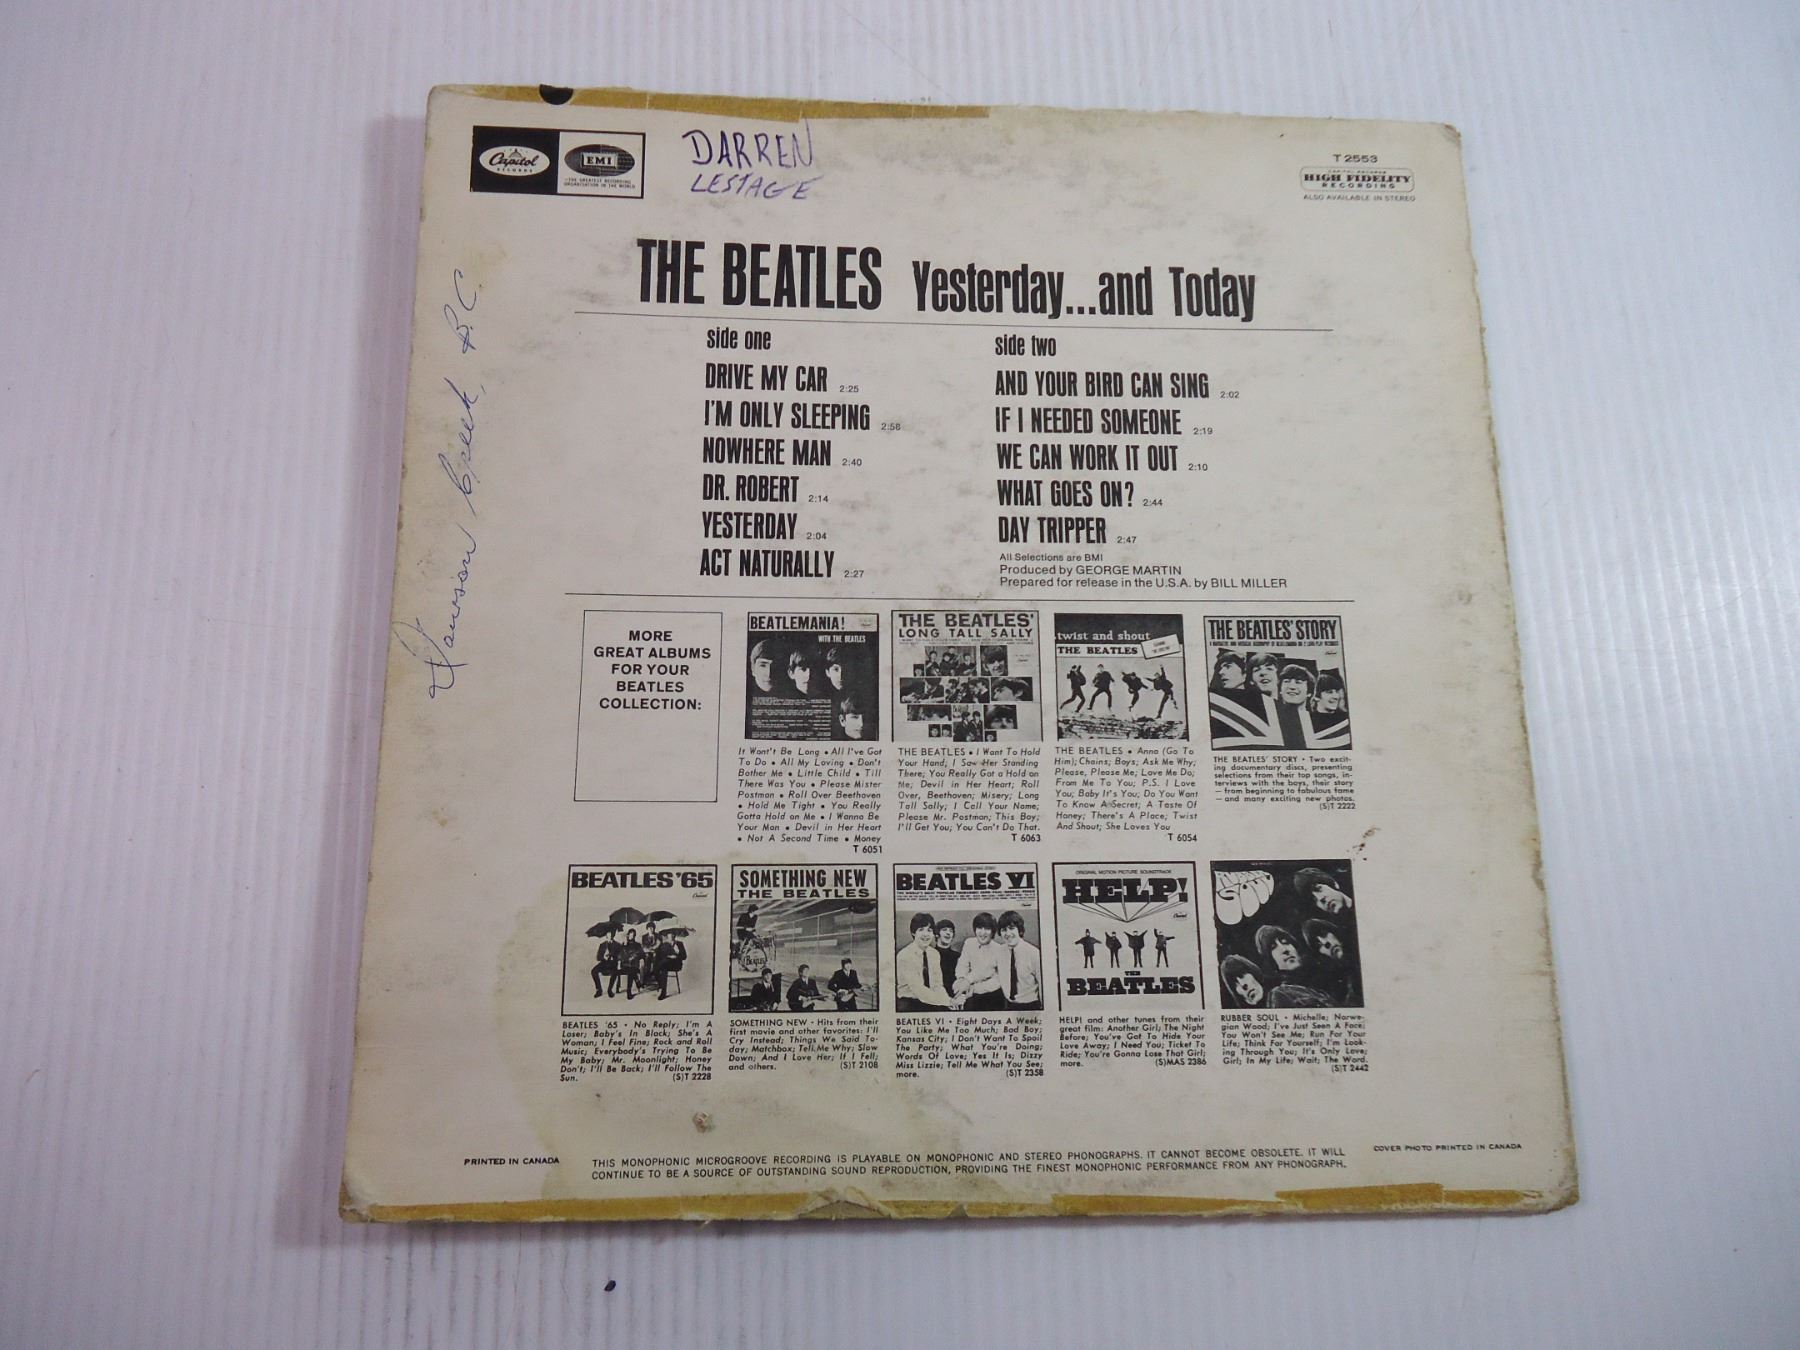 Capitol
RECORDS
EMI
THE GREATEST RECORDING
ORGANISATION IN THE WORLD
DARREN
LESTAGE
T 2553
CAPITOL RECORDS
HIGH FIDELITY
RECORDING
ALSO AVAILABLE IN STEREO
Dawson Creek, B.C.
THE BEATLES Yesterday...and Today
side one
DRIVE MY CAR 2:25
I'M ONLY SLEEPING 2:58
NOWHERE MAN 2:40
DR. ROBERT 2:14
YESTERDAY 2:04
ACT NATURALLY 2:27
side two
AND YOUR BIRD CAN SING 2:02
IF I NEEDED SOMEONE 2:19
WE CAN WORK IT OUT 2:10
WHAT GOES ON? 2:44
DAY TRIPPER 2:47
All Selections are BMI
Produced by GEORGE MARTIN
Prepared for release in the U.S.A. by BILL MILLER
MORE
GREAT ALBUMS
FOR YOUR
BEATLES
COLLECTION:
BEATLEMANIA!
WITH THE BEATLES
It Won't Be Long • All I've Got
To Do • All My Loving • Don't
Bother Me • Little Child • Till
There Was You • Please Mister
Postman • Roll Over Beethoven
• Hold Me Tight • You Really
Gotta Hold on Me • I Wanna Be
Your Man • Devil in Her Heart
• Not A Second Time • Money
T 6051
THE BEATLES'
LONG TALL SALLY
THE BEATLES • I Want To Hold
Your Hand; I Saw Her Standing
There; You Really Got a Hold on
Me; Devil in Her Heart; Roll
Over, Beethoven; Misery; Long
Tall Sally; I Call Your Name;
Please Mr. Postman; This Boy;
I'll Get You; You Can't Do That.
T 6063
twist and shout
THE BEATLES
THE BEATLES • Anna (Go To
Him); Chains; Boys; Ask Me Why;
Please, Please Me; Love Me Do;
From Me To You; P.S. I Love
You; Baby It's You; Do You Want
To Know A Secret; A Taste Of
Honey; There's A Place; Twist
And Shout; She Loves You
T 6054
THE BEATLES' STORY
THE BEATLES' STORY • Two excit-
ing documentary discs, presenting
selections from their top songs, in-
terviews with the boys, their story
—from beginning to fabulous fame
—and many exciting new photos.
(S)T 2222
BEATLES '65
BEATLES '65 • No Reply; I'm A
Loser; Baby's In Black; She's A
Woman; I Feel Fine; Rock and Roll
Music; Everybody's Trying To Be
My Baby; Mr. Moonlight; Honey
Don't; I'll Be Back; I'll Follow The
Sun. (S)T 2228
SOMETHING NEW
THE BEATLES
BEATLES
SOMETHING NEW • Hits from their
first movie and other favorites: I'll
Cry Instead; Things We Said To-
day; Matchbox; Tell Me Why; Slow
Down; And I Love Her; If I Fell;
and others. (S)T 2108
BEATLES VI
BEATLES VI • Eight Days A Week;
You Like Me Too Much; Bad Boy;
Kansas City; I Don't Want To Spoil
The Party; What You're Doing;
Words Of Love; Yes It Is; Dizzy
Miss Lizzie; Tell Me What You See;
more. (S)T 2358
ORIGINAL MOTION PICTURE SOUNDTRACK
HELP!
THE
BEATLES
HELP! and other tunes from their
great film: Another Girl; The Night
Before; You've Got To Hide Your
Love Away; I Need You; Ticket To
Ride; You're Gonna Lose That Girl;
more. (S)MAS 2386
RUBBER SOUL
RUBBER SOUL • Michelle; Norwe-
gian Wood; I've Just Seen A Face;
You Won't See Me; Run For Your
Life; Think For Yourself; I'm Look-
ing Through You; It's Only Love;
Girl; In My Life; Wait; The Word.
(S)T 2442
PRINTED IN CANADA
THIS MONOPHONIC MICROGROOVE RECORDING IS PLAYABLE ON MONOPHONIC AND STEREO PHONOGRAPHS. IT CANNOT BECOME OBSOLETE. IT WILL
CONTINUE TO BE A SOURCE OF OUTSTANDING SOUND REPRODUCTION, PROVIDING THE FINEST MONOPHONIC PERFORMANCE FROM ANY PHONOGRAPH.
COVER PHOTO PRINTED IN CANADA